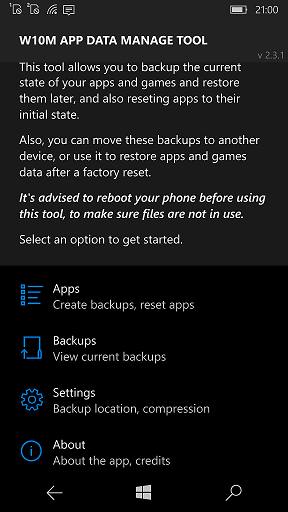 1 2 21:00
W10M APP DATA MANAGE TOOL
v 2.3.1
This tool allows you to backup the current
state of your apps and games and restore
them later, and also reseting apps to their
initial state.
Also, you can move these backups to another
device, or use it to restore apps and games
data after a factory reset.
It's advised to reboot your phone before using
this tool, to make sure files are not in use.
Select an option to get started.
Apps
Create backups, reset apps
Backups
View current backups
Settings
Backup location, compression
About
About the app, credits